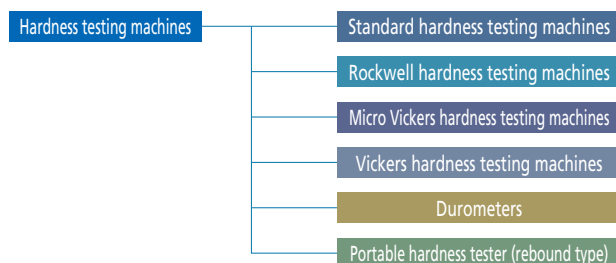 Hardness testing machines
Standard hardness testing machines
Rockwell hardness testing machines
Micro Vickers hardness testing machines
Vickers hardness testing machines
Durometers
Portable hardness tester (rebound type)